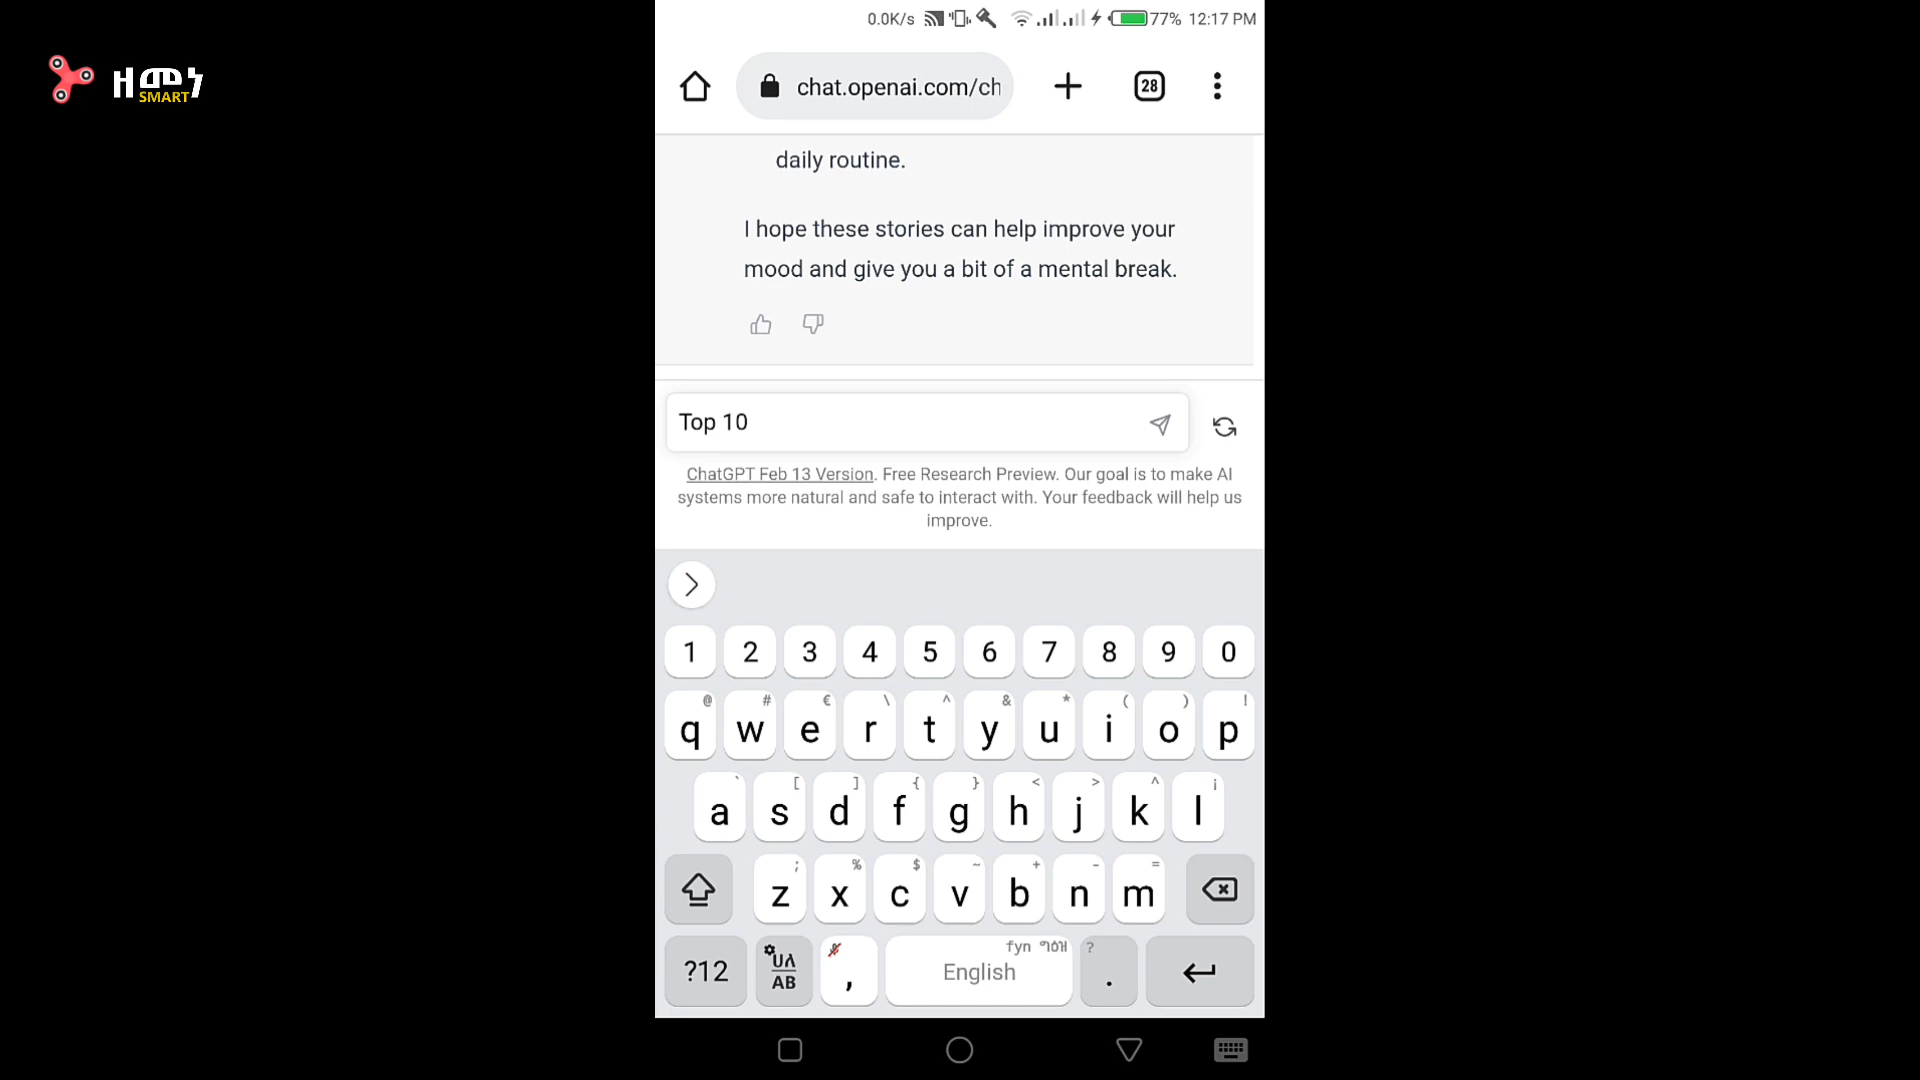 ዘመነ
SMART
0.0K/s 77% 12:17 PM
chat.openai.com/ch
28
daily routine.
I hope these stories can help improve your
mood and give you a bit of a mental break.
Top 10
ChatGPT Feb 13 Version. Free Research Preview. Our goal is to make AI
systems more natural and safe to interact with. Your feedback will help us
improve.
1 2 3 4 5 6 7 8 9 0
@ # € \ ^ & * ( ) !
q w e r t y u i o p
` [ ] { } < > ^ ¡
a s d f g h j k l
; % $ ~ + - =
z x c v b n m
?12 ሀለ AB , English . ?